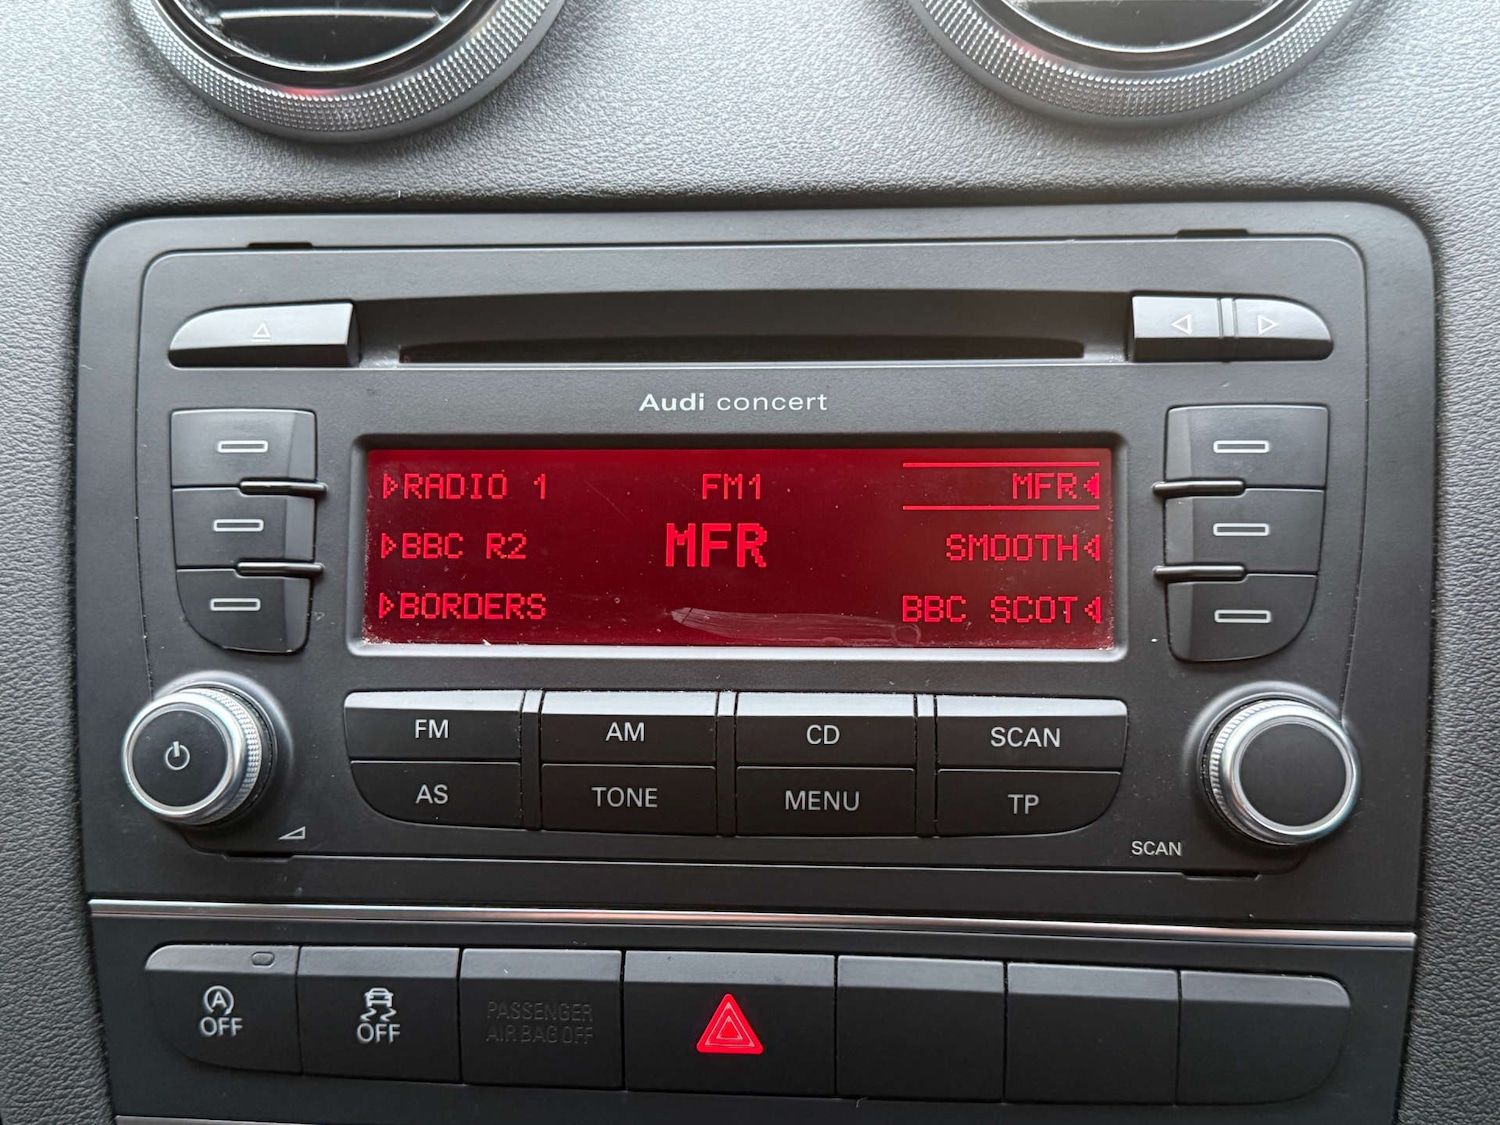 Audi concert
RADIO 1 FM1 MFR
BBC R2 MFR SMOOTH
BORDERS BBC SCOT
FM AM CD SCAN
AS TONE MENU TP
SCAN
A
OFF
OFF
PASSENGER
AIR BAG OFF